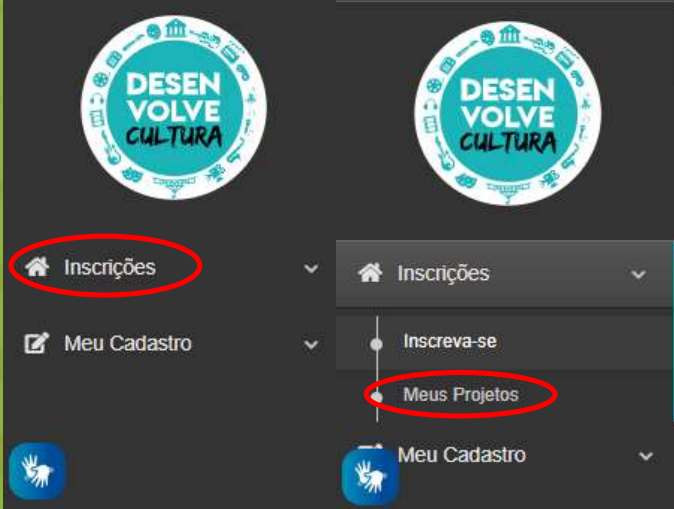 DESEN
VOLVE
CULTURA
Inscrições
Meu Cadastro
DESEN
VOLVE
CULTURA
Inscrições
Inscreva-se
Meus Projetos
Meu Cadastro